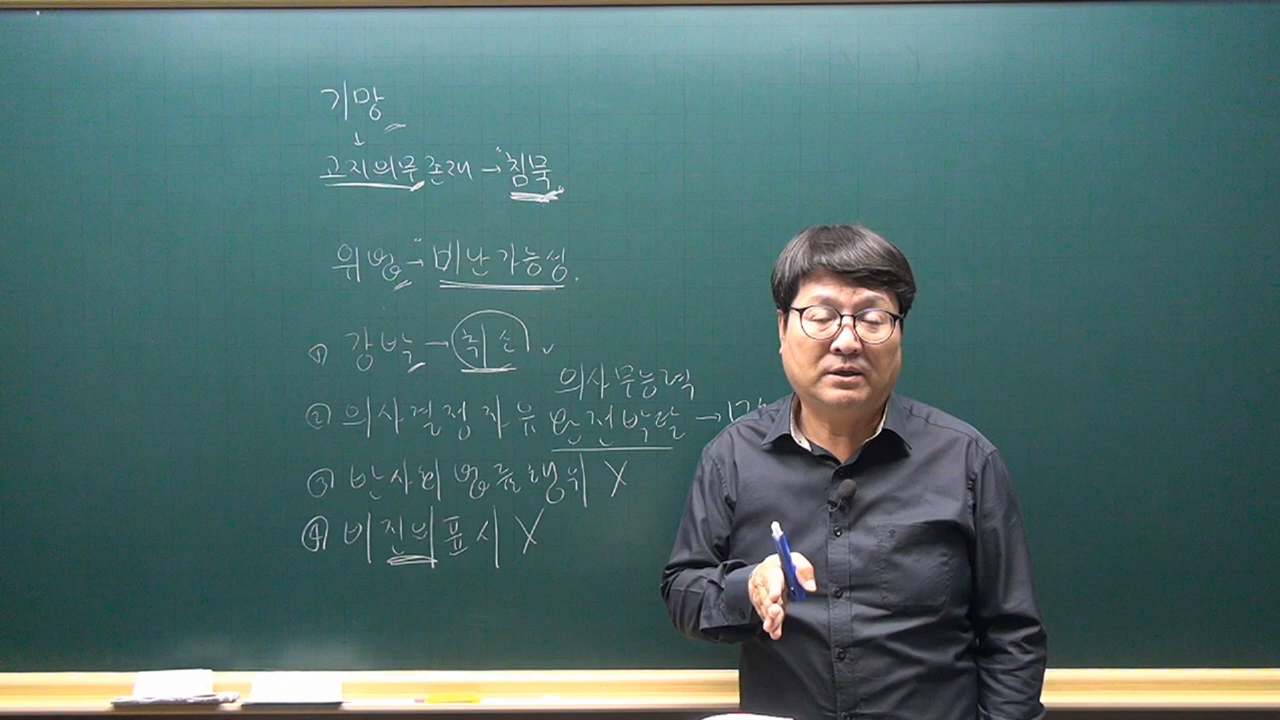 기망
↓
고지의무존재 → "침묵
위법 → "비난가능성.
① 강박 → 취소
의사무능력
② 의사결정자유 완전박탈 →
③ 반사회 법률행위 X
④ 비진의표시 X